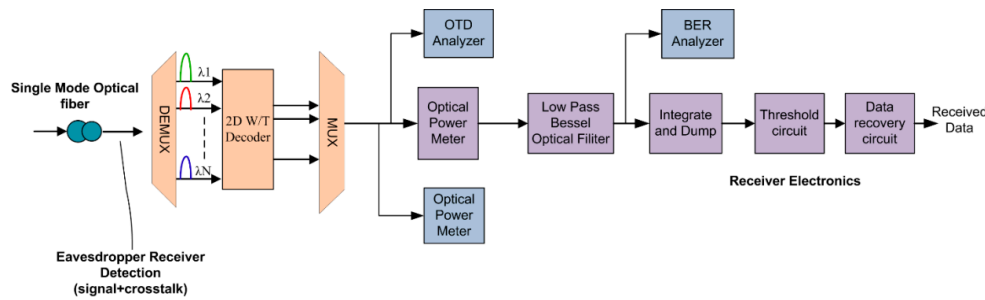 Single Mode Optical
fiber
DEMUX
λ1
λ2
λN
2D W/T
Decoder
MUX
OTD
Analyzer
Optical
Power
Meter
Optical
Power
Meter
Low Pass
Bessel
Optical Filiter
BER
Analyzer
Integrate
and Dump
Threshold
circuit
Data
recovery
circuit
Received
Data
Receiver Electronics
Eavesdropper Receiver
Detection
(signal+crosstalk)